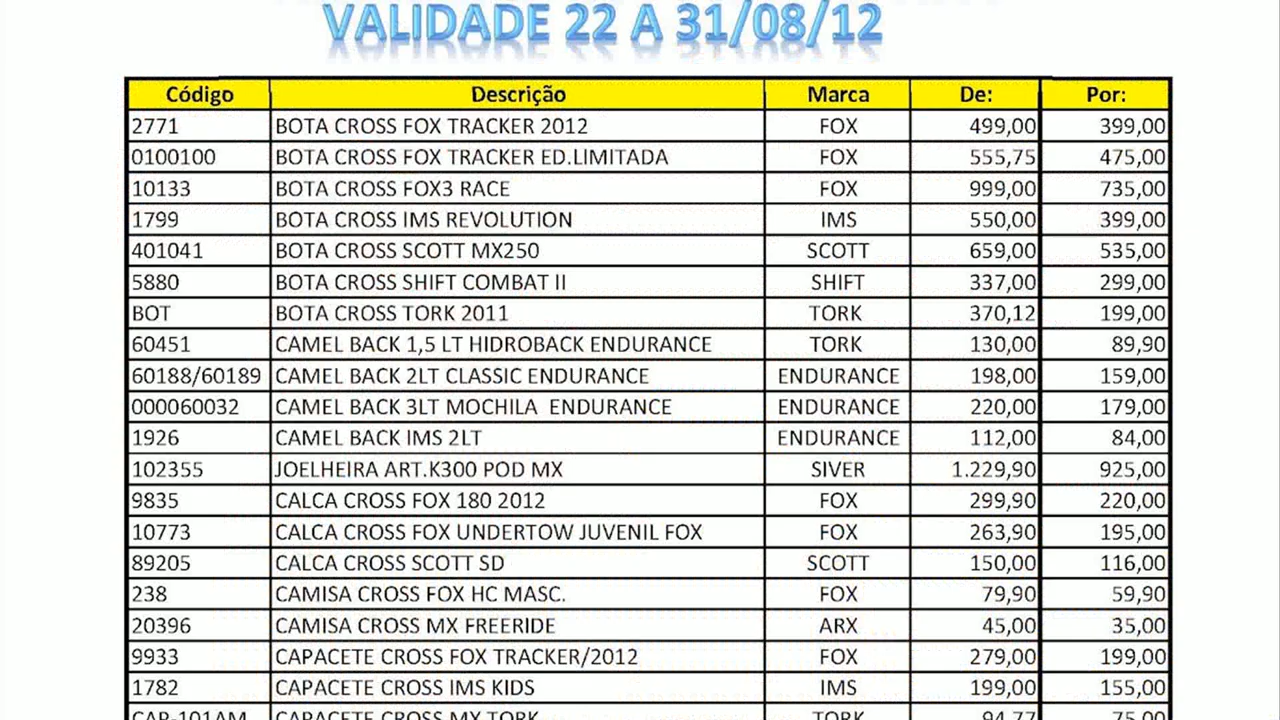 VALIDADE 22 A 31/08/12
Código Descrição Marca De: Por:
2771 BOTA CROSS FOX TRACKER 2012 FOX 499,00 399,00
0100100 BOTA CROSS FOX TRACKER ED.LIMITADA FOX 555,75 475,00
10133 BOTA CROSS FOX3 RACE FOX 999,00 735,00
1799 BOTA CROSS IMS REVOLUTION IMS 550,00 399,00
401041 BOTA CROSS SCOTT MX250 SCOTT 659,00 535,00
5880 BOTA CROSS SHIFT COMBAT II SHIFT 337,00 299,00
BOT BOTA CROSS TORK 2011 TORK 370,12 199,00
60451 CAMEL BACK 1,5 LT HIDROBACK ENDURANCE TORK 130,00 89,90
60188/60189 CAMEL BACK 2LT CLASSIC ENDURANCE ENDURANCE 198,00 159,00
000060032 CAMEL BACK 3LT MOCHILA ENDURANCE ENDURANCE 220,00 179,00
1926 CAMEL BACK IMS 2LT ENDURANCE 112,00 84,00
102355 JOELHEIRA ART.K300 POD MX SIVER 1.229,90 925,00
9835 CALCA CROSS FOX 180 2012 FOX 299,90 220,00
10773 CALCA CROSS FOX UNDERTOW JUVENIL FOX FOX 263,90 195,00
89205 CALCA CROSS SCOTT SD SCOTT 150,00 116,00
238 CAMISA CROSS FOX HC MASC. FOX 79,90 59,90
20396 CAMISA CROSS MX FREERIDE ARX 45,00 35,00
9933 CAPACETE CROSS FOX TRACKER/2012 FOX 279,00 199,00
1782 CAPACETE CROSS IMS KIDS IMS 199,00 155,00
CAP-101AM CAPACETE CROSS MX TORK TORK 94,77 75,00